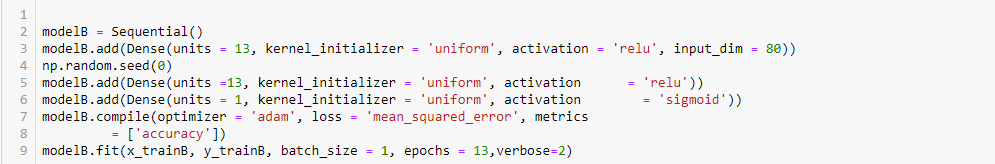 1
2 modelB = Sequential()
3 modelB.add(Dense(units = 13, kernel_initializer = 'uniform', activation = 'relu', input_dim = 80))
4 np.random.seed(0)
5 modelB.add(Dense(units =13, kernel_initializer = 'uniform', activation      = 'relu'))
6 modelB.add(Dense(units = 1, kernel_initializer = 'uniform', activation        = 'sigmoid'))
7 modelB.compile(optimizer = 'adam', loss = 'mean_squared_error', metrics
8          = ['accuracy'])
9 modelB.fit(x_trainB, y_trainB, batch_size = 1, epochs = 13,verbose=2)